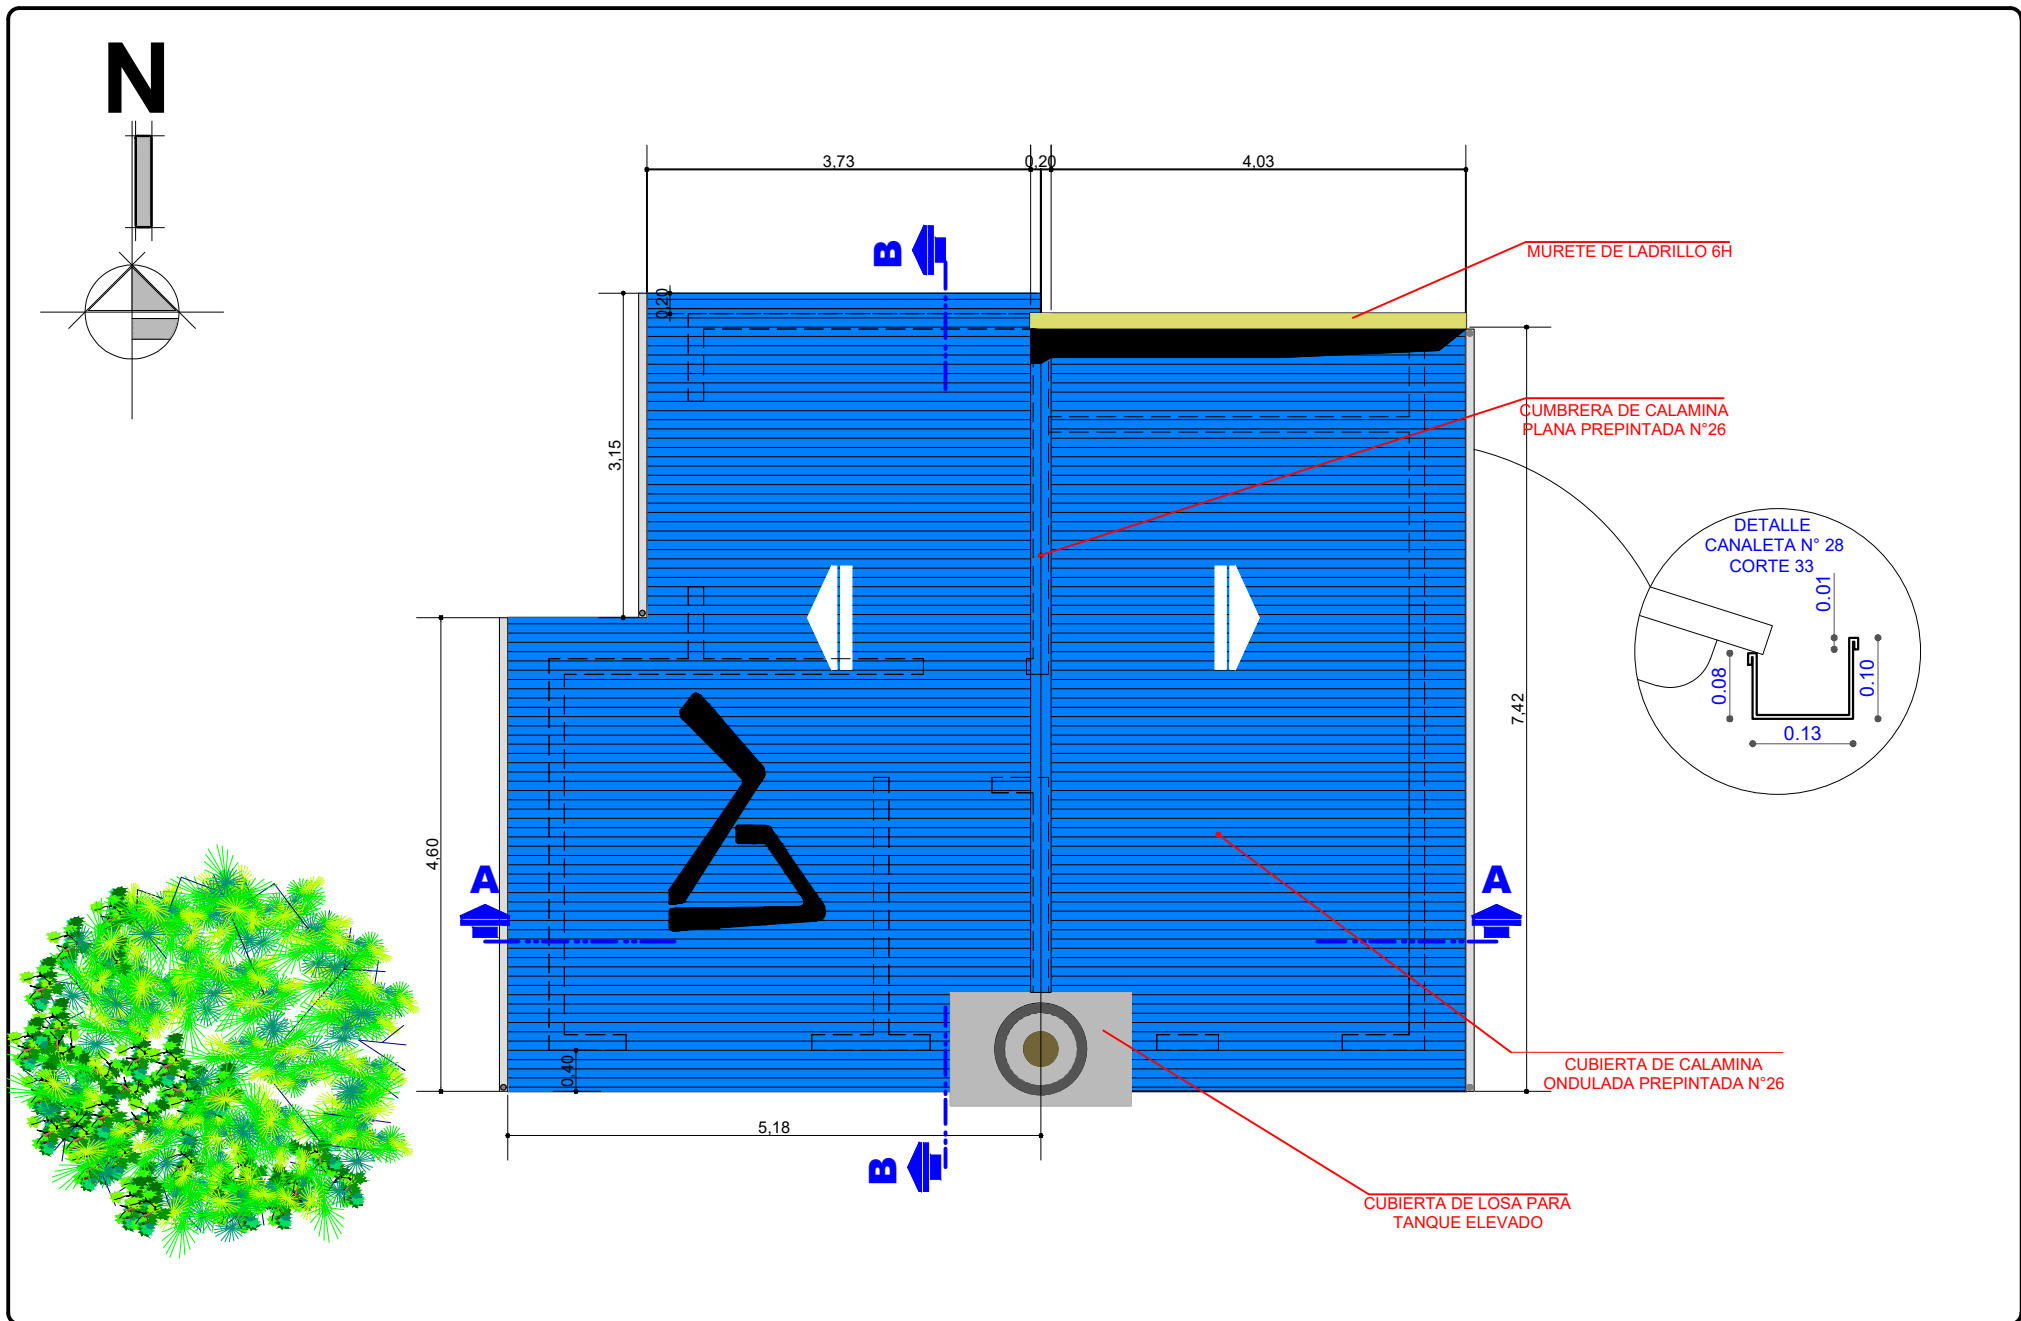 N
3,73
0,20
4,03
B
MURETE DE LADRILLO 6H
0,20
3,15
CUMBRERA DE CALAMINA
PLANA PREPINTADA N°26
DETALLE
CANALETA N° 28
CORTE 33
0.01
0.08
0.10
0.13
7,42
4,60
A
A
0,40
CUBIERTA DE CALAMINA
ONDULADA PREPINTADA N°26
5,18
B
CUBIERTA DE LOSA PARA
TANQUE ELEVADO